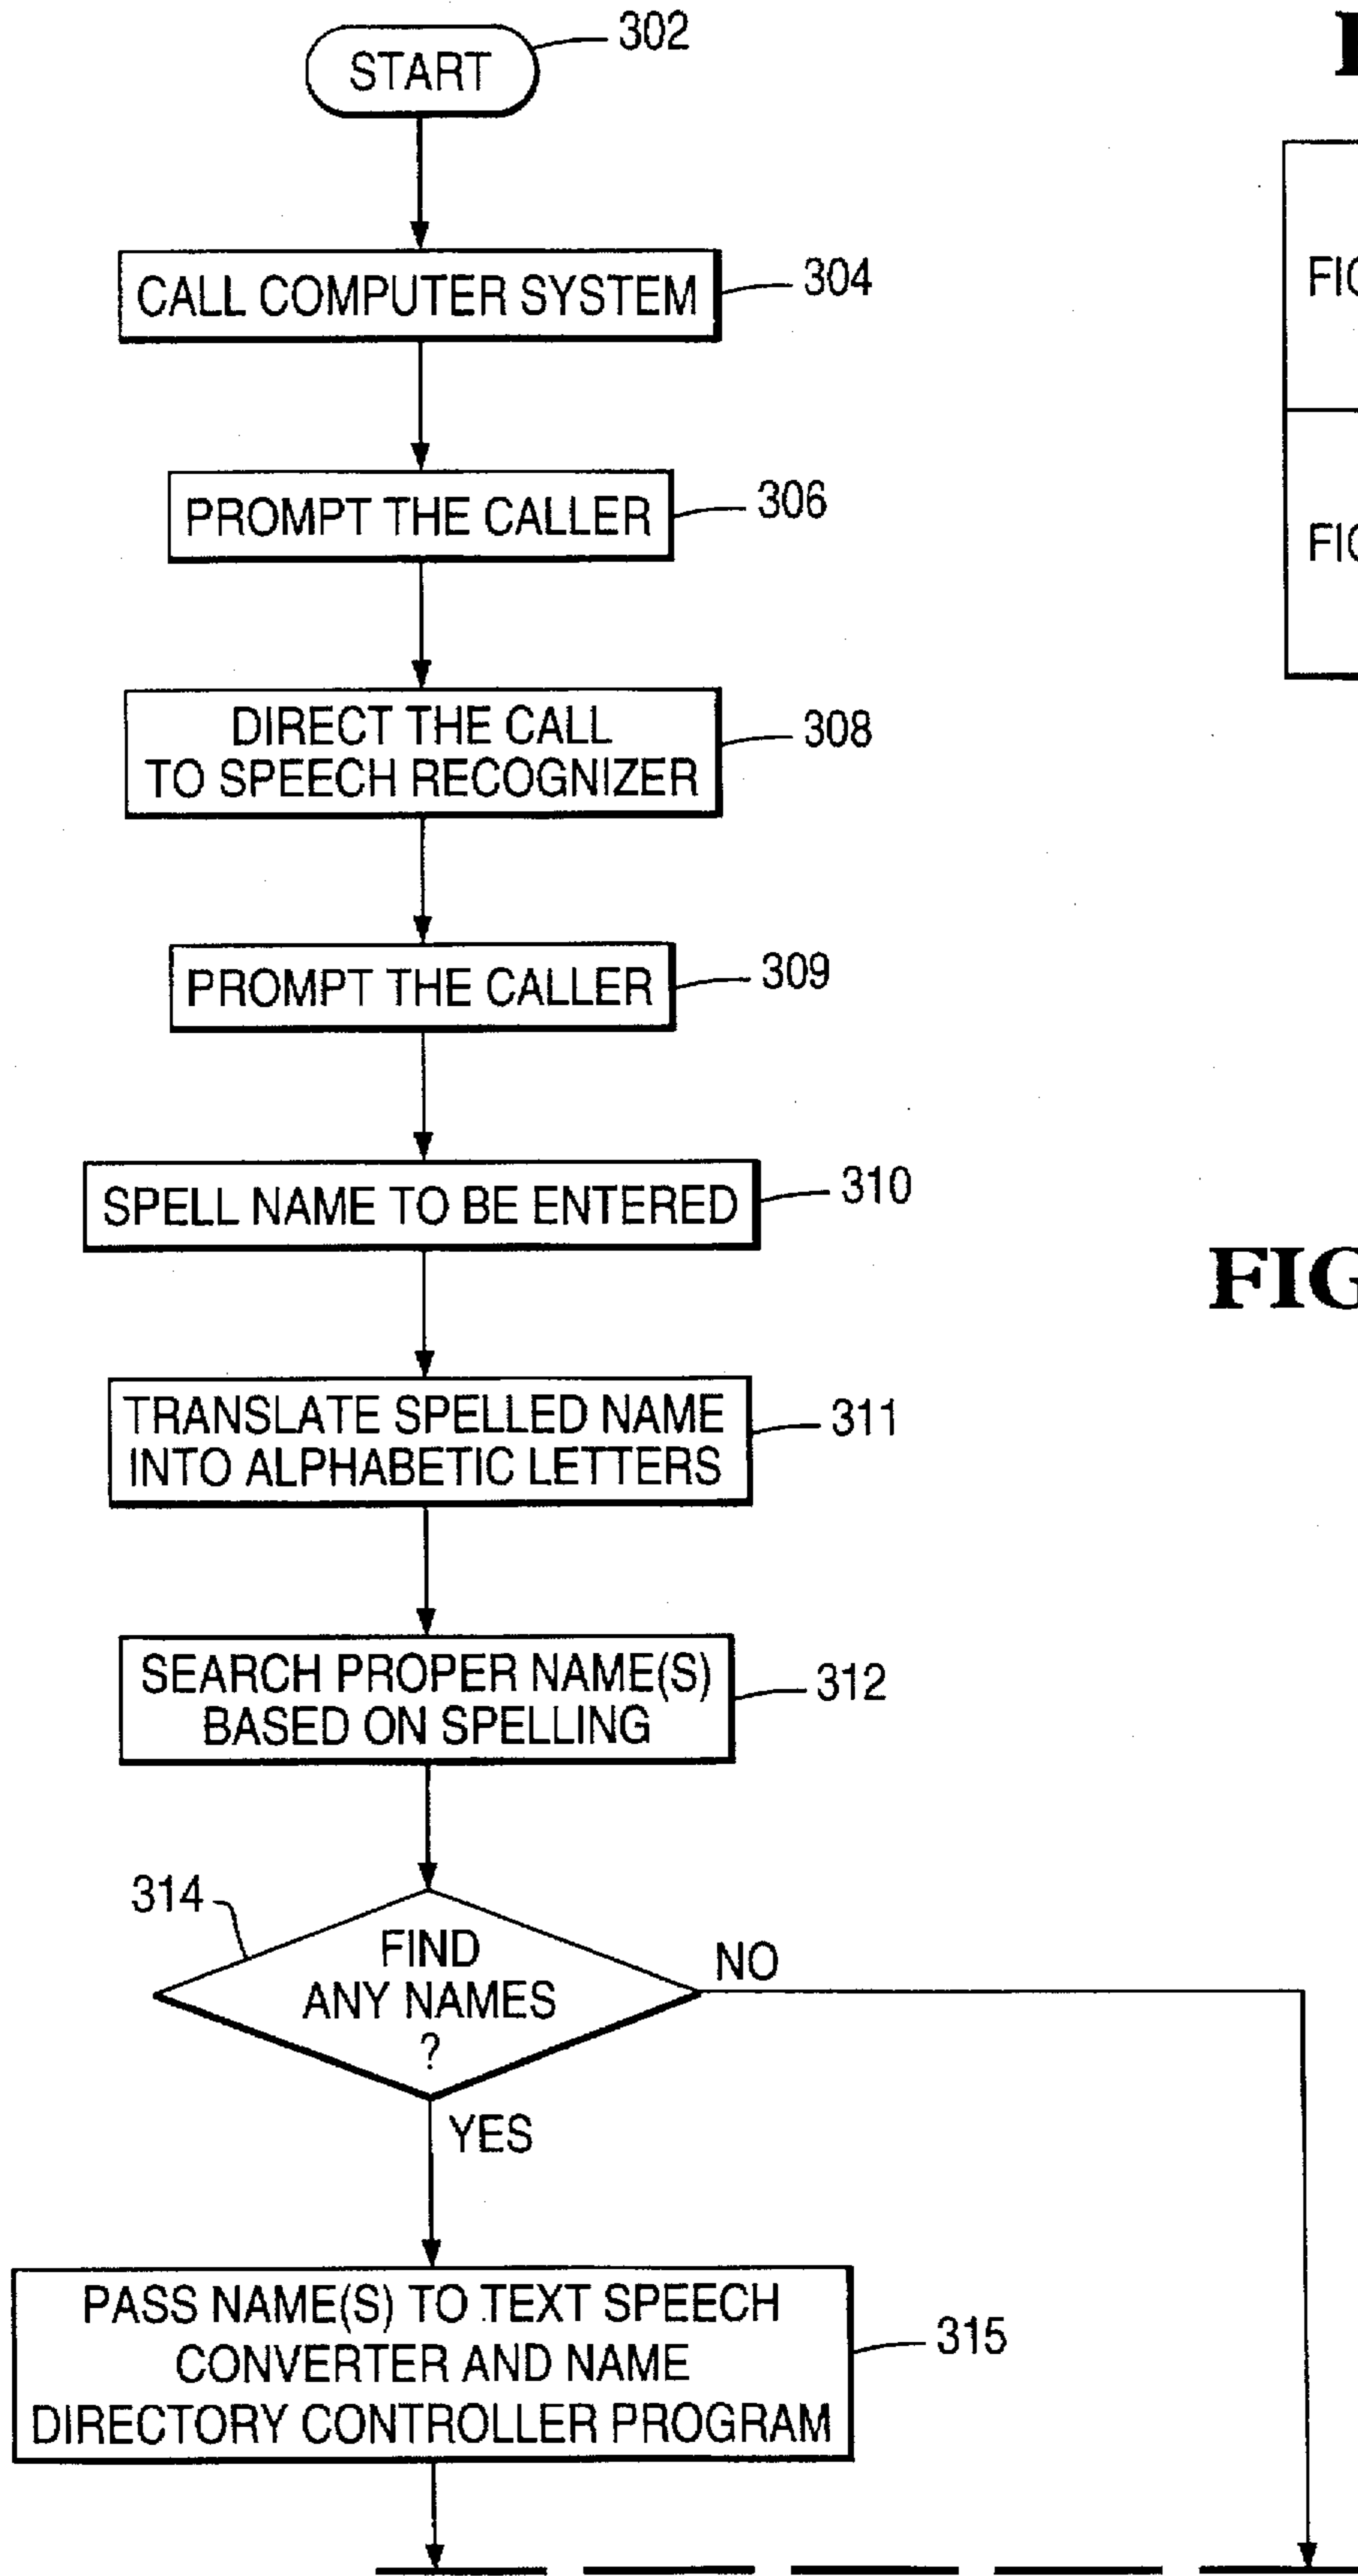 START
302
CALL COMPUTER SYSTEM
304
PROMPT THE CALLER
306
DIRECT THE CALL
TO SPEECH RECOGNIZER
308
PROMPT THE CALLER
309
SPELL NAME TO BE ENTERED
310
TRANSLATE SPELLED NAME
INTO ALPHABETIC LETTERS
311
SEARCH PROPER NAME(S)
BASED ON SPELLING
312
314
FIND
ANY NAMES
?
NO
YES
PASS NAME(S) TO TEXT SPEECH
CONVERTER AND NAME
DIRECTORY CONTROLLER PROGRAM
315